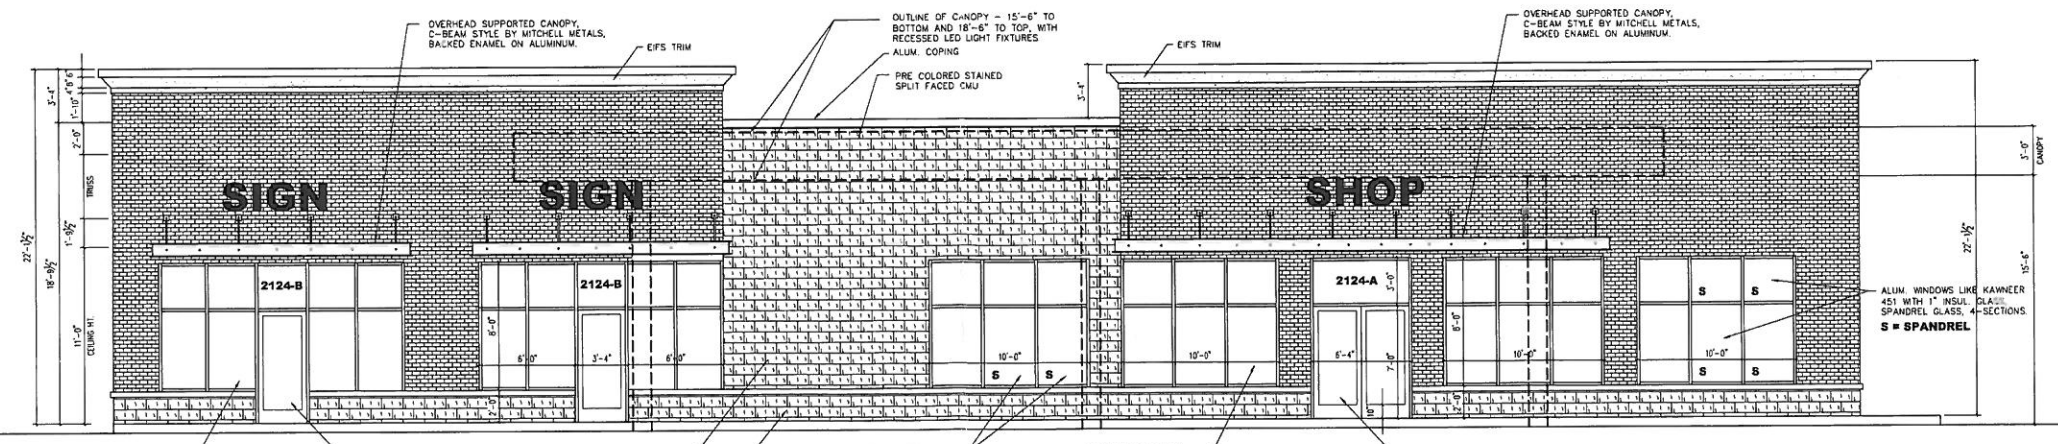 OVERHEAD SUPPORTED CANOPY,
C-BEAM STYLE BY MITCHELL METALS,
BACKED ENAMEL ON ALUMINUM.
EIFS TRIM
OUTLINE OF CANOPY - 15'-6" TO
BOTTOM AND 18'-6" TO TOP, WITH
RECESSED LED LIGHT FIXTURES
ALUM. COPING
PRE COLORED STAINED
SPLIT FACED CMU
EIFS TRIM
OVERHEAD SUPPORTED CANOPY,
C-BEAM STYLE BY MITCHELL METALS,
BACKED ENAMEL ON ALUMINUM.
22'-1½"
18'-9½"
3'-4"
1'-10"
4"
6"
6"
2'-0"
TRUSS
1'-9½"
11'-0"
CEILING HT.
SIGN
SIGN
SHOP
3'-4"
2124-B
2124-B
2124-A
8'-0"
6'-0"
3'-4"
6'-0"
2'-0"
10'-0"
S
S
10'-0"
3'-0"
6'-4"
7'-0"
10"
8'-0"
10'-0"
2'-0"
S
S
10'-0"
S
S
22'-1½"
3'-0"
CANOPY
15'-6"
ALUM. WINDOWS LIKE KAWNEER
451 WITH 1" INSUL. GLASS,
SPANDREL GLASS, 4-SECTIONS.
S = SPANDREL